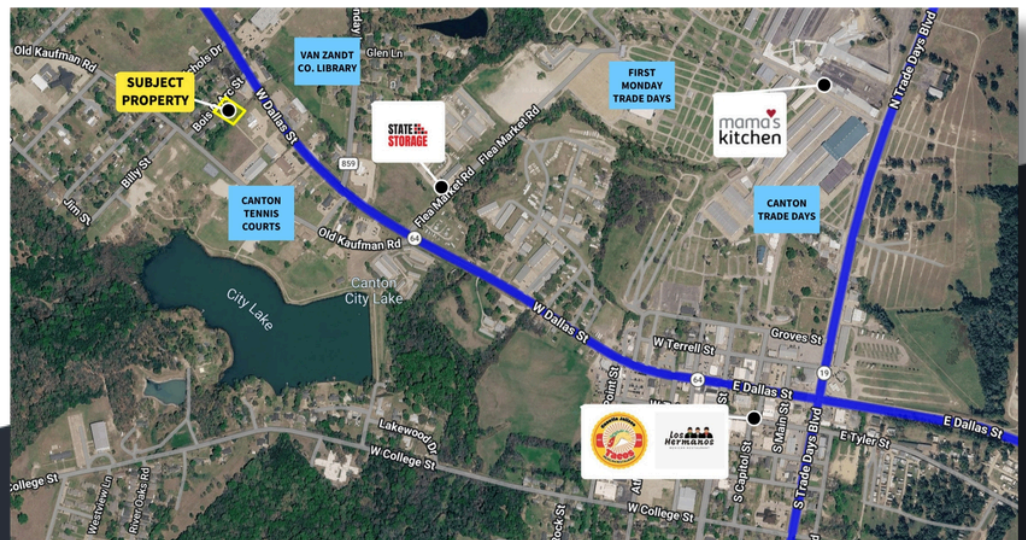 Old Kaufman Rd
Glen Ln
VAN ZANDT
CO. LIBRARY
SUBJECT
PROPERTY
W Dallas St
FIRST
MONDAY
TRADE DAYS
N Trade Days Blvd
mama's
kitchen
STATE
STORAGE
Flea Market Rd
Flea Market Rd
859
Billy St
Jim St
CANTON
TENNIS
COURTS
CANTON
TRADE DAYS
Old Kaufman Rd
64
City Lake
Canton
City Lake
W Dallas St
Groves St
W Terrell St
19
64
E Dallas St
E Dallas St
Tacos
Los
Hermanos
S Main St
E Tyler St
S Capitol St
S Trade Days Blvd
Lakewood Dr
W College St
College St
Westview Ln
River Oaks Rd
W College St
Rock St